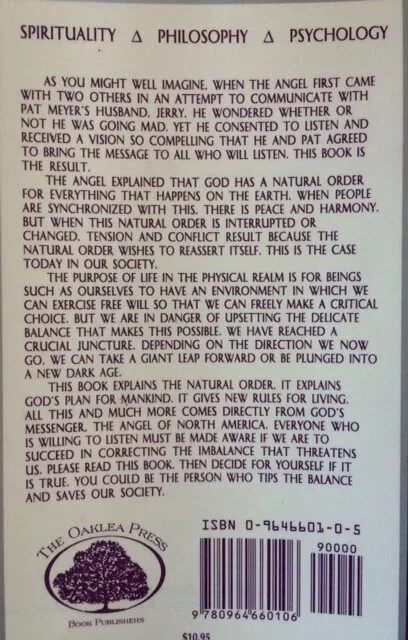 SPIRITUALITY Δ PHILOSOPHY Δ PSYCHOLOGY
AS YOU MIGHT WELL IMAGINE, WHEN THE ANGEL FIRST CAME
WITH TWO OTHERS IN AN ATTEMPT TO COMMUNICATE WITH
PAT MEYER'S HUSBAND, JERRY, HE WONDERED WHETHER OR
NOT HE WAS GOING MAD. YET HE CONSENTED TO LISTEN AND
RECEIVED A VISION SO COMPELLING THAT HE AND PAT AGREED
TO BRING THE MESSAGE TO ALL WHO WILL LISTEN. THIS BOOK IS
THE RESULT.
THE ANGEL EXPLAINED THAT GOD HAS A NATURAL ORDER
FOR EVERYTHING THAT HAPPENS ON THE EARTH. WHEN PEOPLE
ARE SYNCHRONIZED WITH THIS, THERE IS PEACE AND HARMONY.
BUT WHEN THIS NATURAL ORDER IS INTERRUPTED OR
CHANGED, TENSION AND CONFLICT RESULT BECAUSE THE
NATURAL ORDER WISHES TO REASSERT ITSELF. THIS IS THE CASE
TODAY IN OUR SOCIETY.
THE PURPOSE OF LIFE IN THE PHYSICAL REALM IS FOR BEINGS
SUCH AS OURSELVES TO HAVE AN ENVIRONMENT IN WHICH WE
CAN EXERCISE FREE WILL SO THAT WE CAN FREELY MAKE A CRITICAL
CHOICE. BUT WE ARE IN DANGER OF UPSETTING THE DELICATE
BALANCE THAT MAKES THIS POSSIBLE. WE HAVE REACHED A
CRUCIAL JUNCTURE. DEPENDING ON THE DIRECTION WE NOW
GO, WE CAN TAKE A GIANT LEAP FORWARD OR BE PLUNGED INTO
A NEW DARK AGE.
THIS BOOK EXPLAINS THE NATURAL ORDER. IT EXPLAINS
GOD'S PLAN FOR MANKIND. IT GIVES NEW RULES FOR LIVING.
ALL THIS AND MUCH MORE COMES DIRECTLY FROM GOD'S
MESSENGER, THE ANGEL OF NORTH AMERICA. EVERYONE WHO
IS WILLING TO LISTEN MUST BE MADE AWARE IF WE ARE TO
SUCCEED IN CORRECTING THE IMBALANCE THAT THREATENS
US. PLEASE READ THIS BOOK. THEN DECIDE FOR YOURSELF IF IT
IS TRUE. YOU COULD BE THE PERSON WHO TIPS THE BALANCE
AND SAVES OUR SOCIETY.
THE OAKLEA PRESS
BOOK PUBLISHERS
ISBN 0-9646601-0-5
90000
9 780964 660106
$10.95